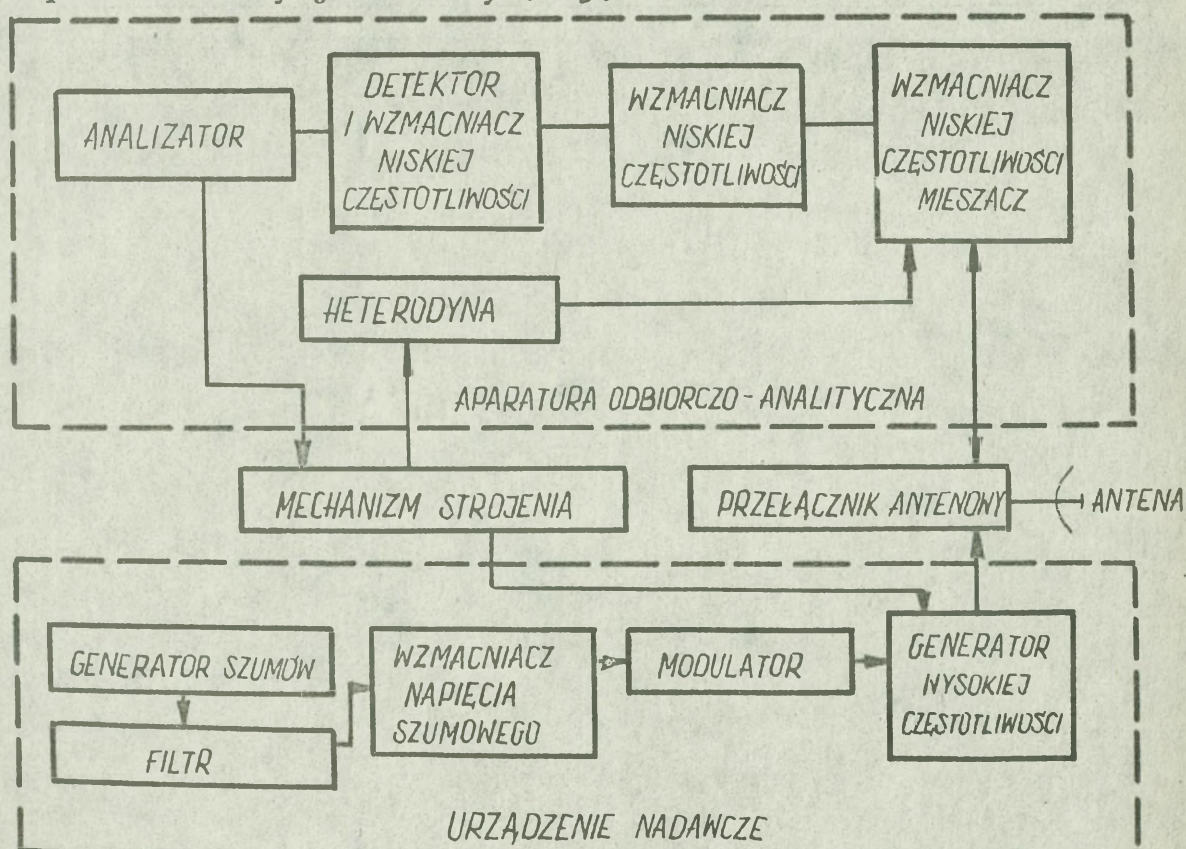 ANALIZATOR
DETEKTOR
I WZMACNIACZ
NISKIEJ
CZĘSTOTLIWOŚCI
WZMACNIACZ
NISKIEJ
CZĘSTOTLIWOŚCI
WZMACNIACZ
NISKIEJ
CZĘSTOTLIWOŚCI
MIESZACZ
HETERODYNA
APARATURA ODBIORCZO-ANALITYCZNA
MECHANIZM STROJENIA
PRZEŁĄCZNIK ANTENOWY
ANTENA
GENERATOR SZUMÓW
FILTR
WZMACNIACZ
NAPIĘCIA
SZUMOWEGO
MODULATOR
GENERATOR
WYSOKIEJ
CZĘSTOTLIWOŚCI
URZĄDZENIE NADAWCZE